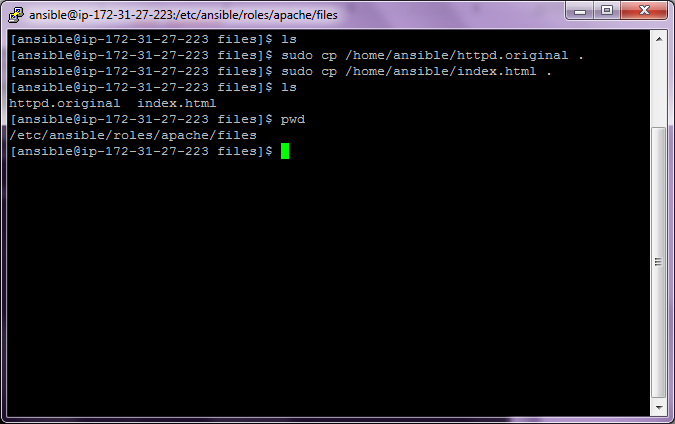 ansible@ip-172-31-27-223:/etc/ansible/roles/apache/files
[ansible@ip-172-31-27-223 files]$ ls
[ansible@ip-172-31-27-223 files]$ sudo cp /home/ansible/httpd.original .
[ansible@ip-172-31-27-223 files]$ sudo cp /home/ansible/index.html .
[ansible@ip-172-31-27-223 files]$ ls
httpd.original  index.html
[ansible@ip-172-31-27-223 files]$ pwd
/etc/ansible/roles/apache/files
[ansible@ip-172-31-27-223 files]$